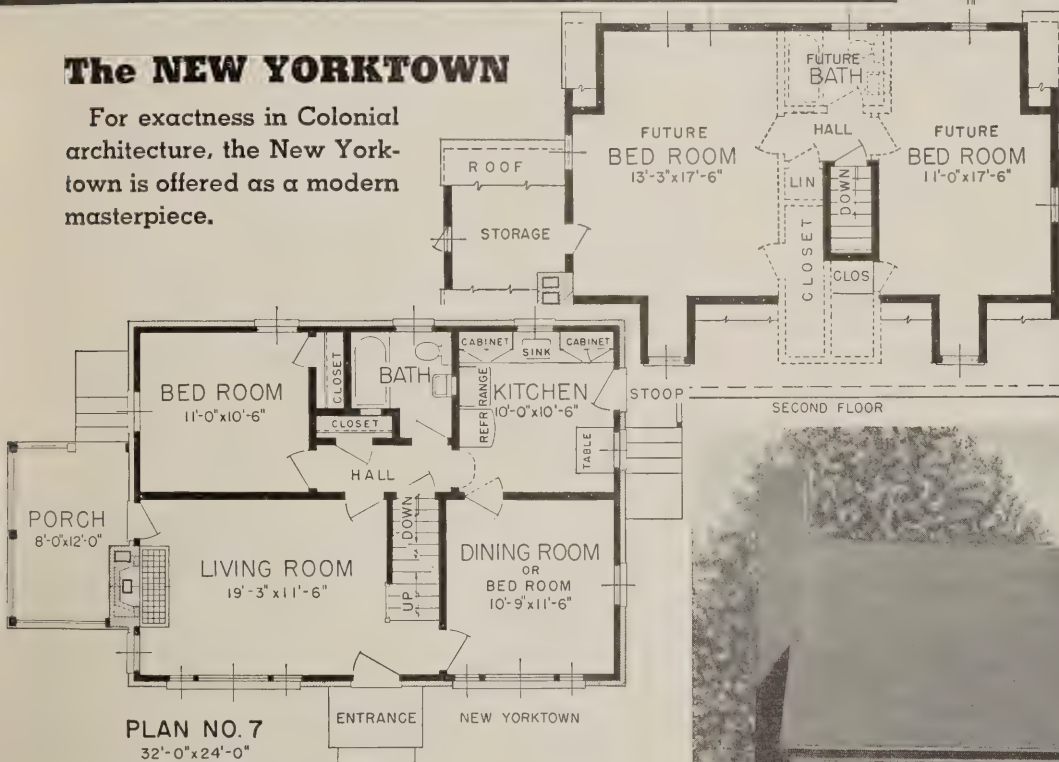 The NEW YORKTOWN
For exactness in Colonial
architecture, the New York-
town is offered as a modern
masterpiece.
FUTURE
BATH
FUTURE
BED ROOM
13'-3"x17'-6"
HALL
FUTURE
BED ROOM
11'-0"x17'-6"
ROOF
LIN
DOWN
STORAGE
CLOSET
CLOS
SECOND FLOOR
BED ROOM
11'-0"x10'-6"
CLOSET
BATH
CLOSET
CABINET
SINK
CABINET
RANGE
REFR
KITCHEN
10'-0"x10'-6"
STOOP
TABLE
HALL
PORCH
8'-0"x12'-0"
LIVING ROOM
19'-3"x11'-6"
DOWN
UP
DINING ROOM
OR
BED ROOM
10'-9"x11'-6"
ENTRANCE
NEW YORKTOWN
PLAN NO. 7
32'-0"x24'-0"